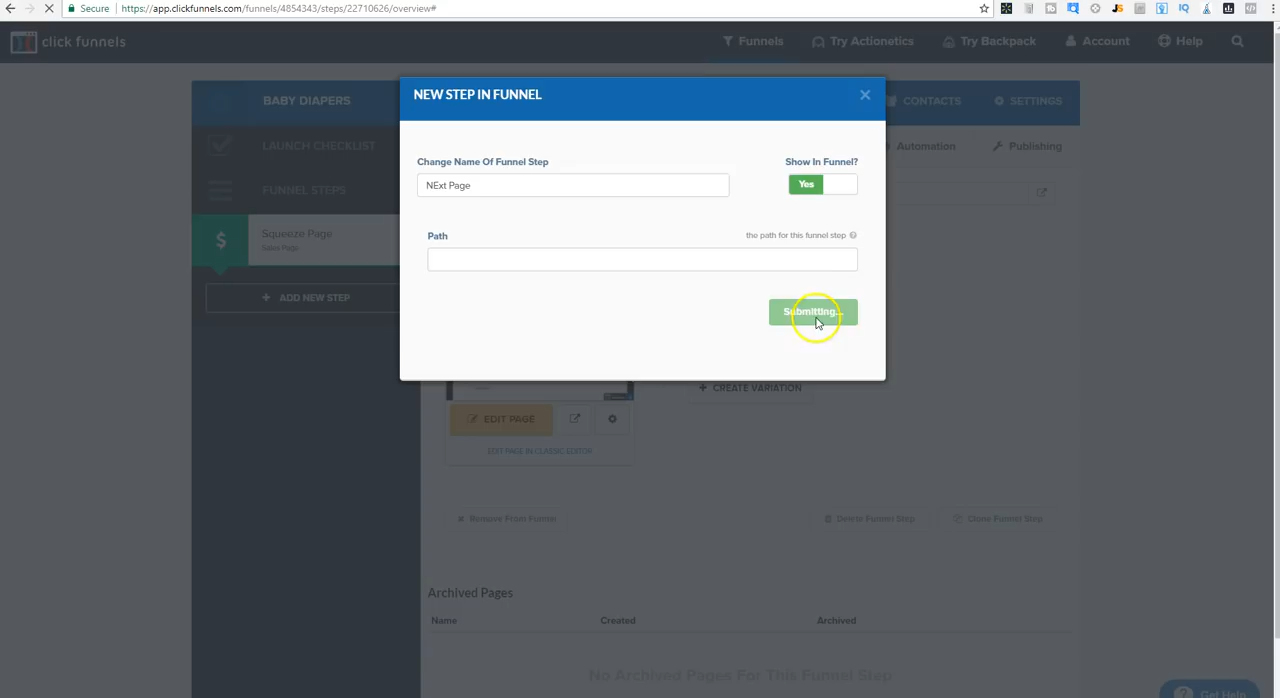 Secure https://app.clickfunnels.com/funnels/4854343/steps/22710626/overview#
click funnels
Funnels
Try Actionetics
Try Backpack
Account
Help
BABY DIAPERS
NEW STEP IN FUNNEL
CONTACTS
SETTINGS
LAUNCH CHECKLIST
Automation
Publishing
Change Name Of Funnel Step
Show In Funnel?
NExt Page
Yes
FUNNEL STEPS
Squeeze Page
Sales Page
Path
the path for this funnel step
ADD NEW STEP
Submitting...
CREATE VARIATION
EDIT PAGE
EDIT PAGE IN CLASSIC EDITOR
Remove From Funnel
Delete Funnel Step
Clone Funnel Step
Archived Pages
Name
Created
Archived
No Archived Pages For This Funnel Step
Get Help